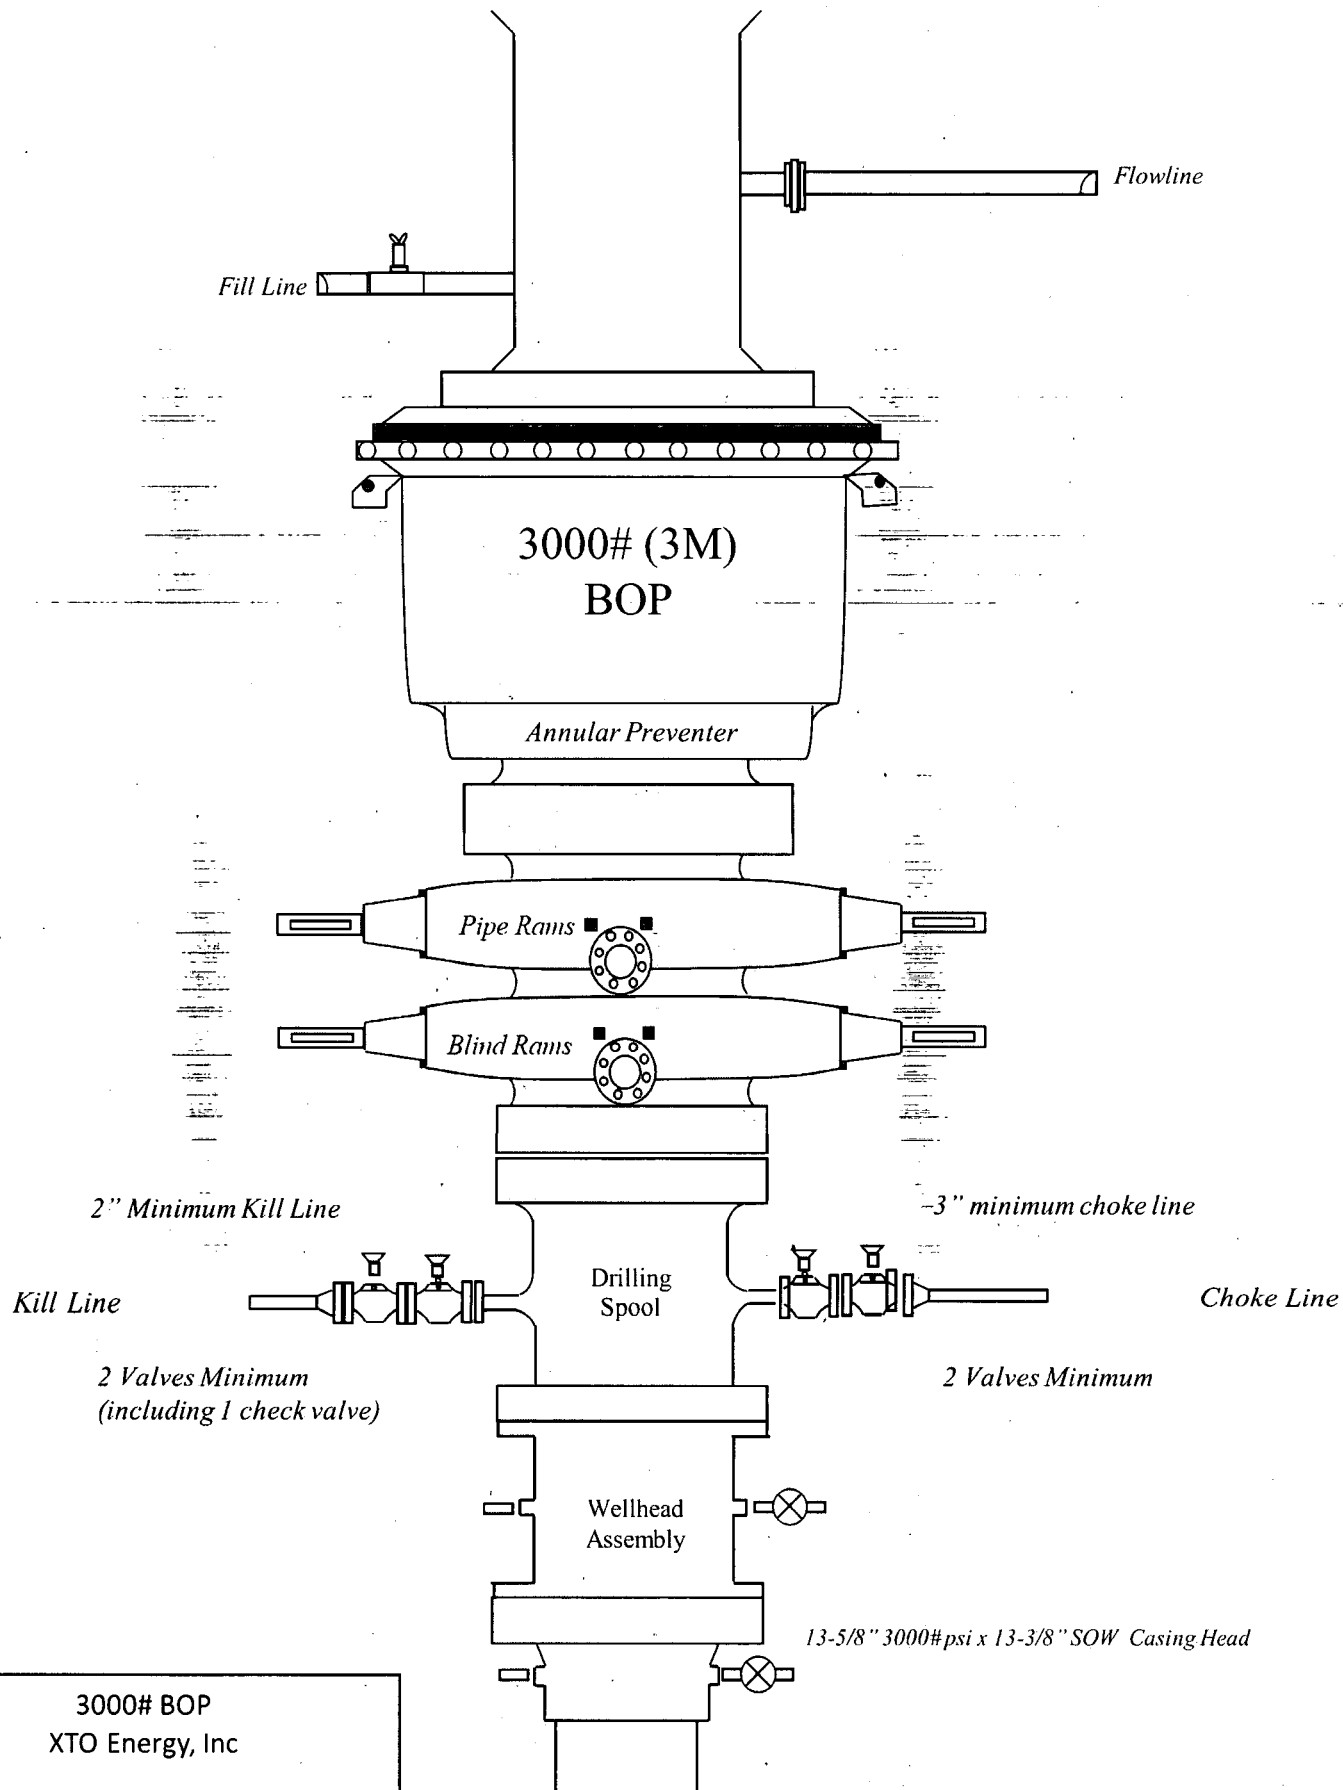 Flowline
Fill Line
3000# (3M)
BOP
Annular Preventer
Pipe Rams
Blind Rams
2" Minimum Kill Line
3" minimum choke line
Drilling
Spool
Kill Line
Choke Line
2 Valves Minimum
(including 1 check valve)
2 Valves Minimum
Wellhead
Assembly
13-5/8" 3000# psi x 13-3/8" SOW Casing Head
3000# BOP
XTO Energy, Inc